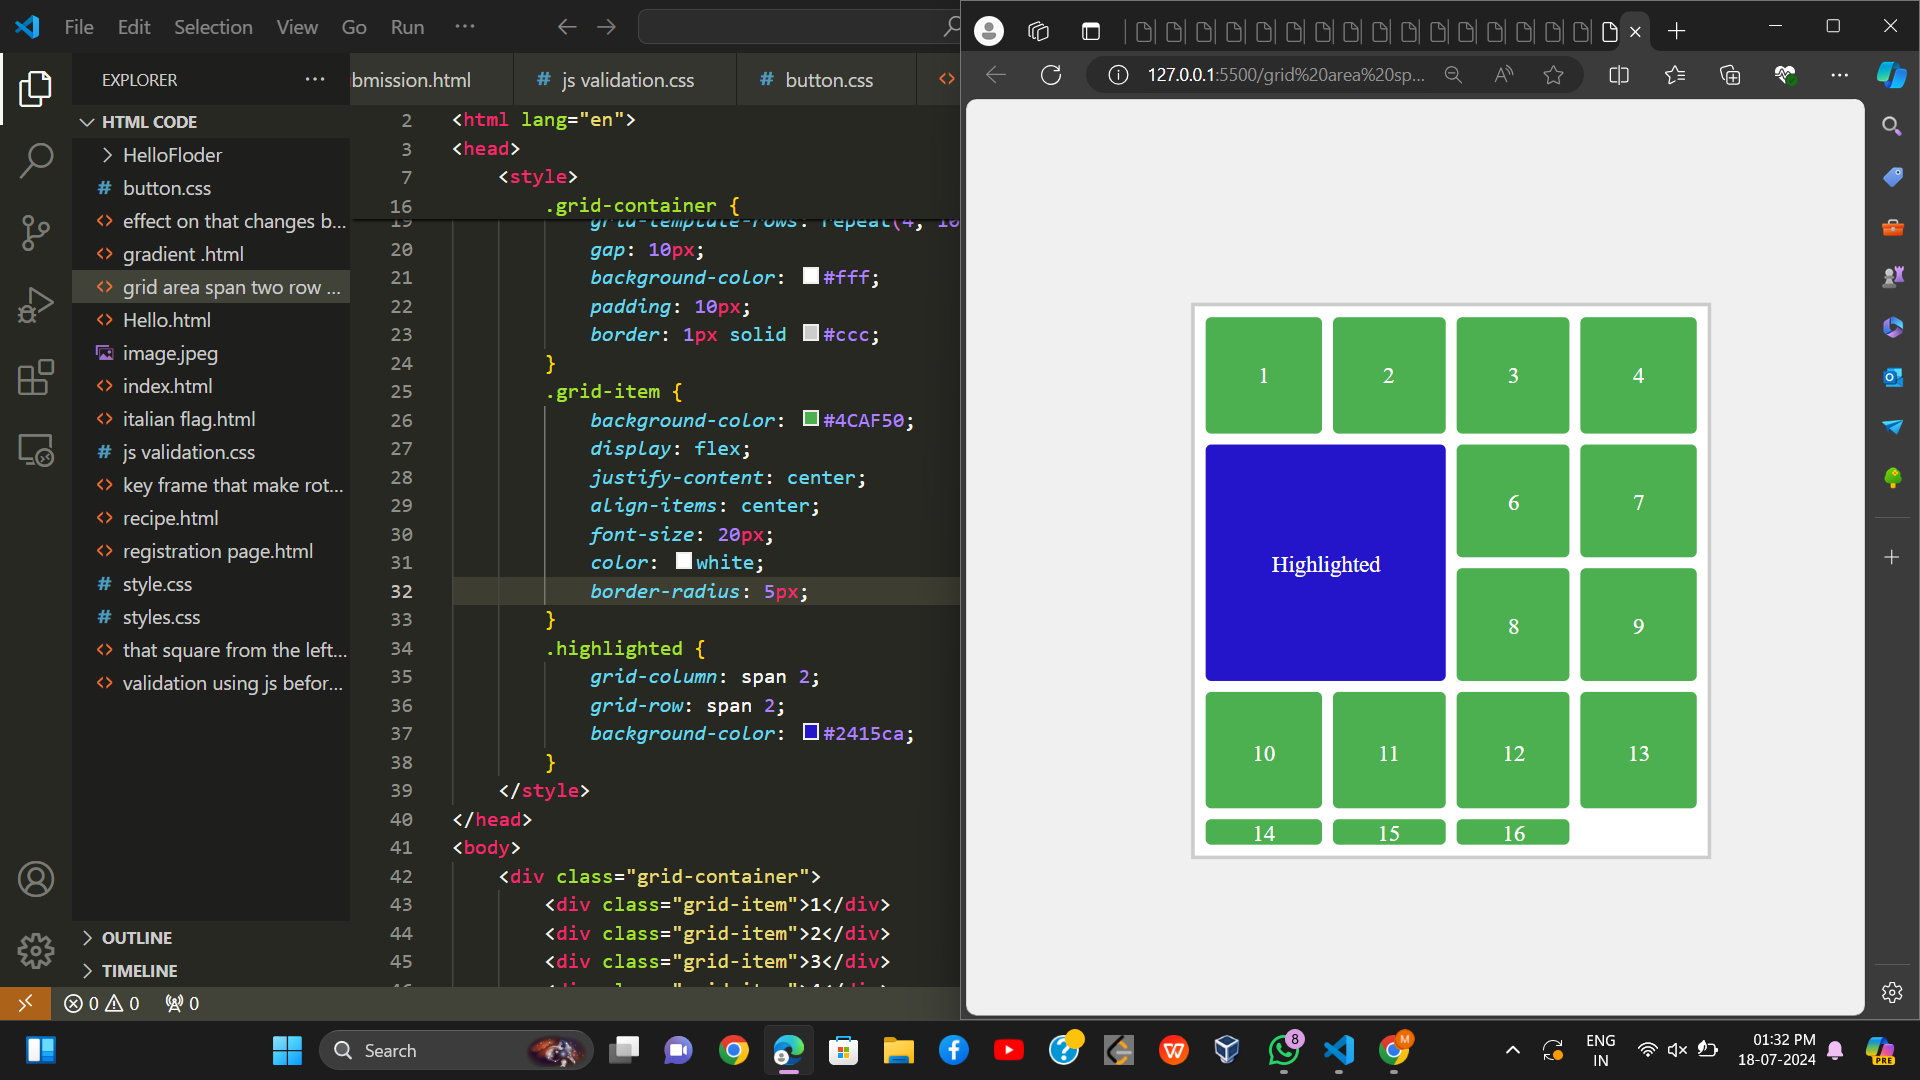 File Edit Selection View Go Run ···
EXPLORER ···
HTML CODE
HelloFloder
# button.css
<> effect on that changes b...
<> gradient .html
<> grid area span two row ...
<> Hello.html
image.jpeg
<> index.html
<> italian flag.html
# js validation.css
<> key frame that make rot...
<> recipe.html
<> registration page.html
# style.css
# styles.css
<> that square from the left...
<> validation using js befor...
OUTLINE
TIMELINE
0 0 0
bmission.html # js validation.css # button.css <>
2 <html lang="en">
3 <head>
7 <style>
16 .grid-container {
19 grid-template-rows: repeat(4, 10
20 gap: 10px;
21 background-color: #fff;
22 padding: 10px;
23 border: 1px solid #ccc;
24 }
25 .grid-item {
26 background-color: #4CAF50;
27 display: flex;
28 justify-content: center;
29 align-items: center;
30 font-size: 20px;
31 color: white;
32 border-radius: 5px;
33 }
34 .highlighted {
35 grid-column: span 2;
36 grid-row: span 2;
37 background-color: #2415ca;
38 }
39 </style>
40 </head>
41 <body>
42 <div class="grid-container">
43 <div class="grid-item">1</div>
44 <div class="grid-item">2</div>
45 <div class="grid-item">3</div>
127.0.0.1:5500/grid%20area%20sp...
1 2 3 4
Highlighted
6 7
8 9
10 11 12 13
14 15 16
Search
8
M
ENG
IN
01:32 PM
18-07-2024
PRE